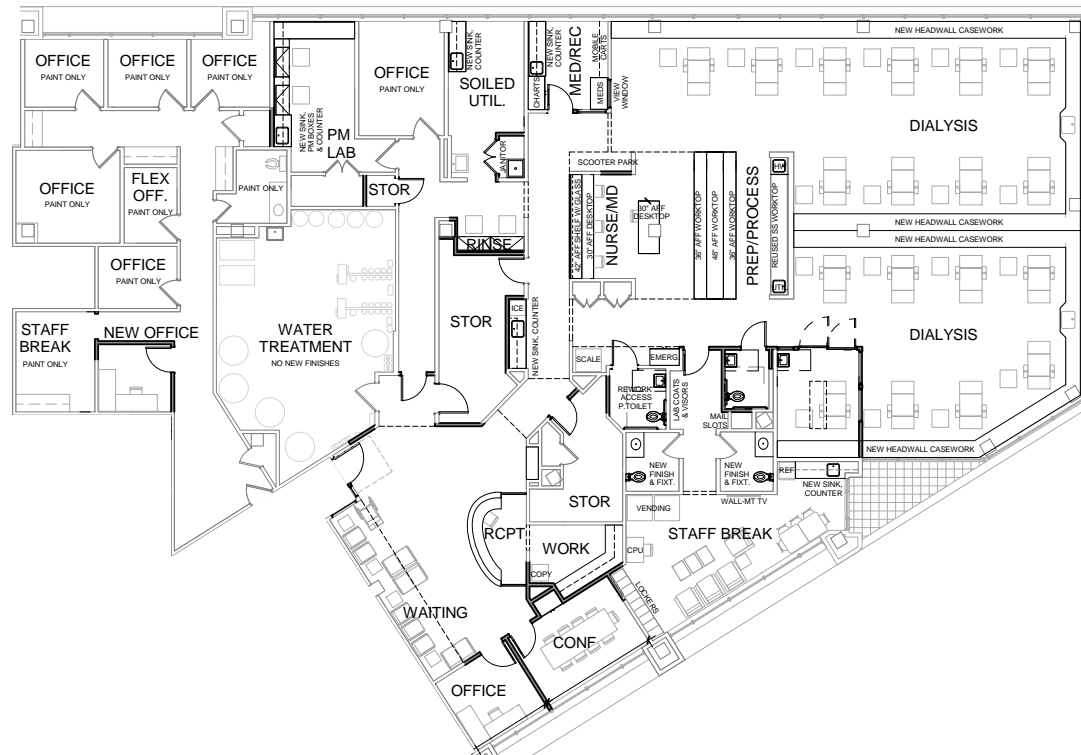 NEW HEADWALL CASEWORK
OFFICE
PAINT ONLY
OFFICE
PAINT ONLY
OFFICE
PAINT ONLY
NEW SINK,
PM BOXES
& COUNTER
PM
LAB
OFFICE
PAINT ONLY
NEW SINK,
COUNTER
SOILED
UTIL.
JANITOR
NEW SINK,
COUNTER
CHARTS
MED/REC
MOBILE
CARTS
MEDS
VIEW
WINDOW
DIALYSIS
OFFICE
PAINT ONLY
FLEX
OFF.
PAINT ONLY
PAINT ONLY
STOR
SCOOTER PARK
42" AFF SHELF W/ GLASS
30" AFF DESKTOP
NURSE/MD
30" AFF
DESKTOP
36" AFF WORKTOP
48" AFF WORKTOP
36" AFF WORKTOP
PREP/PROCESS
HW
REUSED SS WORKTOP
UTH
NEW HEADWALL CASEWORK
NEW HEADWALL CASEWORK
OFFICE
PAINT ONLY
RINSE
STAFF
BREAK
PAINT ONLY
NEW OFFICE
WATER
TREATMENT
NO NEW FINISHES
STOR
ICE
NEW SINK, COUNTER
DIALYSIS
SCALE
EMERG.
REWORK
ACCESS
P.TOILET
LAB COATS
& VISORS
MAIL
SLOTS
NEW HEADWALL CASEWORK
NEW
FINISH
& FIXT.
NEW
FINISH
& FIXT.
REF
NEW SINK,
COUNTER
WALL-MT TV
STOR
VENDING
STAFF BREAK
RCPT
WORK
CPU
COPY
LOCKERS
WAITING
CONF
OFFICE